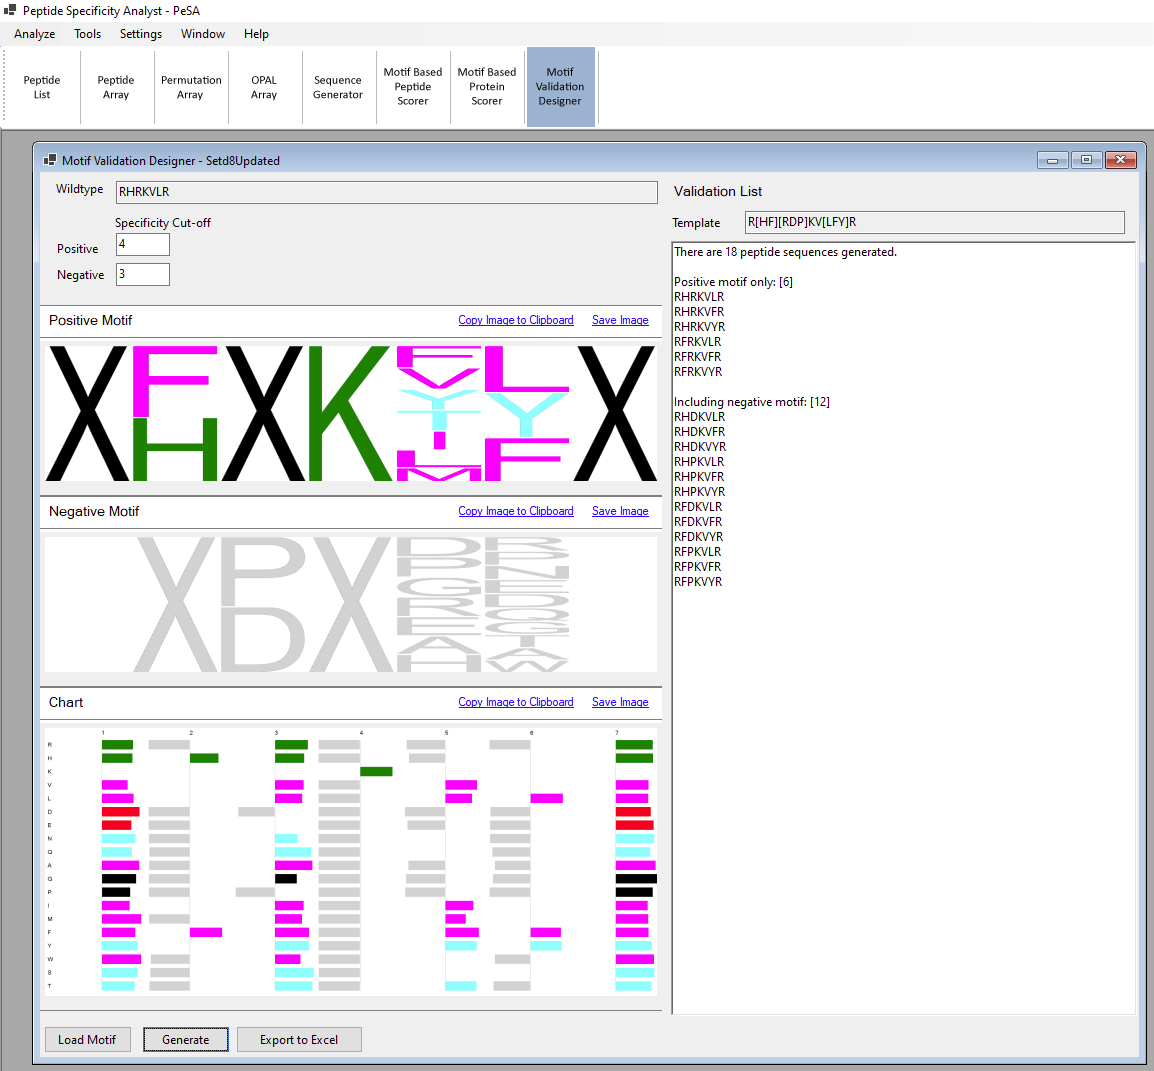 Peptide Specificity Analyst - PeSA
Analyze Tools Settings Window Help
Peptide List
Peptide Array
Permutation Array
OPAL Array
Sequence Generator
Motif Based Peptide Scorer
Motif Based Protein Scorer
Motif Validation Designer
Motif Validation Designer - Setd8Updated
Wildtype RHRKVLR
Specificity Cut-off
Positive 4
Negative 3
Positive Motif Copy Image to Clipboard Save Image
X F H X K L Y F X
Negative Motif Copy Image to Clipboard Save Image
X P D X
Chart Copy Image to Clipboard Save Image
1 2 3 4 5 6 7
R
H
K
V
L
D
E
N
Q
A
G
P
I
M
F
Y
W
S
T
Load Motif Generate Export to Excel
Validation List
Template R[HF][RDP]KV[LFY]R
There are 18 peptide sequences generated.
Positive motif only: [6]
RHRKVLR
RHRKVFR
RHRKVYR
RFRKVLR
RFRKVFR
RFRKVYR
Including negative motif: [12]
RHDKVLR
RHDKVFR
RHDKVYR
RHPKVLR
RHPKVFR
RHPKVYR
RFDKVLR
RFDKVFR
RFDKVYR
RFPKVLR
RFPKVFR
RFPKVYR